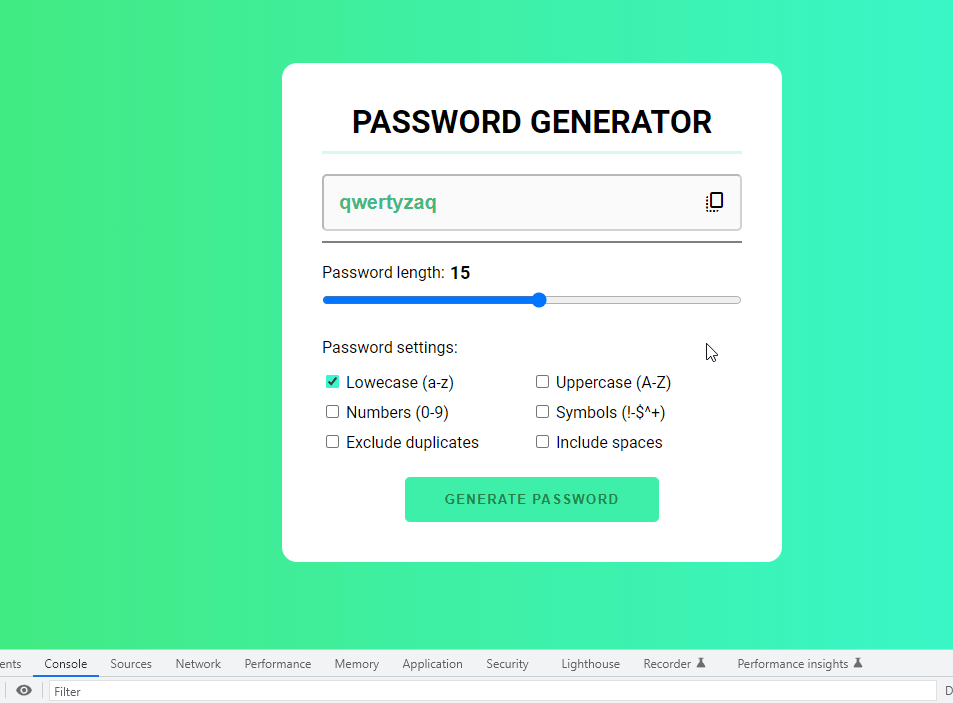 PASSWORD GENERATOR
qwertyzaq
Password length: 15
Password settings:
Lowecase (a-z) Uppercase (A-Z)
Numbers (0-9) Symbols (!-$^+)
Exclude duplicates Include spaces
GENERATE PASSWORD
ents Console Sources Network Performance Memory Application Security Lighthouse Recorder Performance insights
Filter D